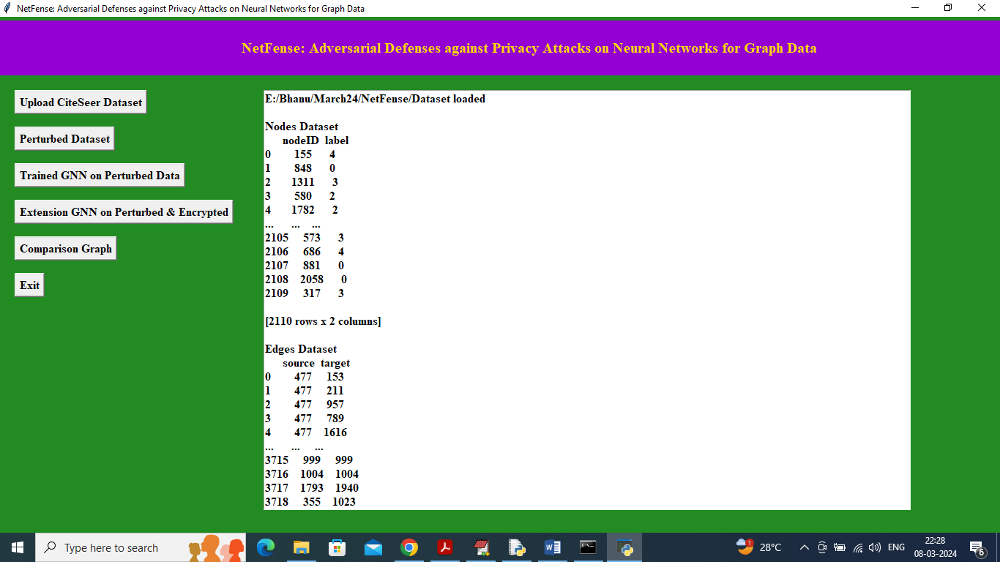 NetFense: Adversarial Defenses against Privacy Attacks on Neural Networks for Graph Data
NetFense: Adversarial Defenses against Privacy Attacks on Neural Networks for Graph Data
Upload CiteSeer Dataset
Perturbed Dataset
Trained GNN on Perturbed Data
Extension GNN on Perturbed & Encrypted
Comparison Graph
Exit
E:/Bhanu/March24/NetFense/Dataset loaded
Nodes Dataset
nodeID label
0 155 4
1 848 0
2 1311 3
3 580 2
4 1782 2
... ... ...
2105 573 3
2106 686 4
2107 881 0
2108 2058 0
2109 317 3
[2110 rows x 2 columns]
Edges Dataset
source target
0 477 153
1 477 211
2 477 957
3 477 789
4 477 1616
... ... ...
3715 999 999
3716 1004 1004
3717 1793 1940
3718 355 1023
Type here to search
1
28°C
ENG
22:28
08-03-2024
6